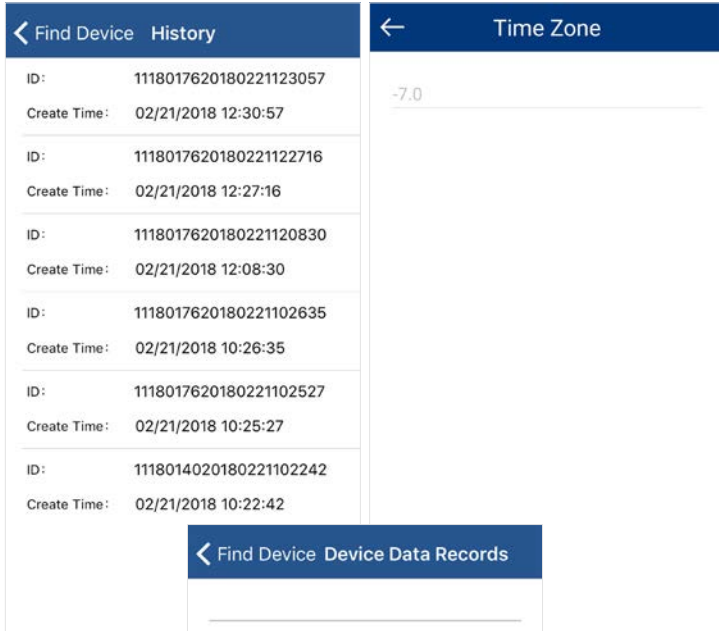 Find Device History
ID: 1118017620180221123057
Create Time: 02/21/2018 12:30:57
ID: 1118017620180221122716
Create Time: 02/21/2018 12:27:16
ID: 1118017620180221120830
Create Time: 02/21/2018 12:08:30
ID: 1118017620180221102635
Create Time: 02/21/2018 10:26:35
ID: 1118017620180221102527
Create Time: 02/21/2018 10:25:27
ID: 1118014020180221102242
Create Time: 02/21/2018 10:22:42
Time Zone
-7.0
Find Device Device Data Records